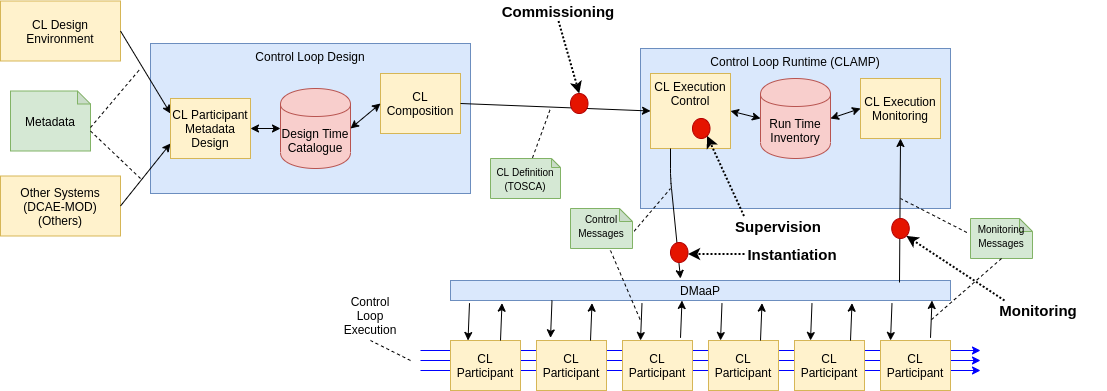 Commissioning
CL Design
Environment
Control Loop Design
Control Loop Runtime (CLAMP)
CL
Composition
CL Execution
Control
CL Execution
Monitoring
Metadata
CL Participant
Metadata
Design
Design Time
Catalogue
Run Time
Inventory
CL Definition
(TOSCA)
Other Systems
(DCAE-MOD)
(Others)
Control
Messages
Supervision
Monitoring
Messages
Instantiation
DMaaP
Monitoring
Control
Loop
Execution
CL
Participant
CL
Participant
CL
Participant
CL
Participant
CL
Participant
CL
Participant